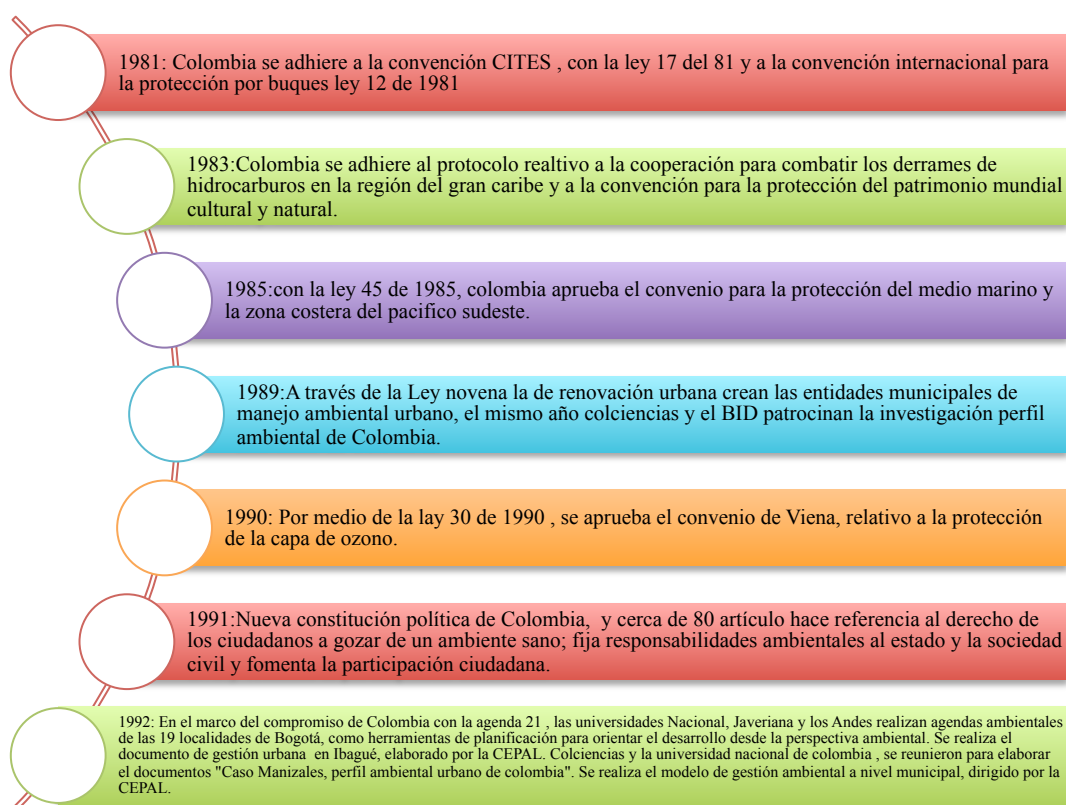 1981: Colombia se adhiere a la convención CITES , con la ley 17 del 81 y a la convención internacional para
la protección por buques ley 12 de 1981
1983:Colombia se adhiere al protocolo realtivo a la cooperación para combatir los derrames de
hidrocarburos en la región del gran caribe y a la convención para la protección del patrimonio mundial
cultural y natural.
1985:con la ley 45 de 1985, colombia aprueba el convenio para la protección del medio marino y
la zona costera del pacifico sudeste.
1989:A través de la Ley novena la de renovación urbana crean las entidades municipales de
manejo ambiental urbano, el mismo año colciencias y el BID patrocinan la investigación perfil
ambiental de Colombia.
1990: Por medio de la lay 30 de 1990 , se aprueba el convenio de Viena, relativo a la protección
de la capa de ozono.
1991:Nueva constitución política de Colombia, y cerca de 80 artículo hace referencia al derecho de
los ciudadanos a gozar de un ambiente sano; fija responsabilidades ambientales al estado y la sociedad
civil y fomenta la participación ciudadana.
1992: En el marco del compromiso de Colombia con la agenda 21 , las universidades Nacional, Javeriana y los Andes realizan agendas ambientales
de las 19 localidades de Bogotá, como herramientas de planificación para orientar el desarrollo desde la perspectiva ambiental. Se realiza el
documento de gestión urbana en Ibagué, elaborado por la CEPAL. Colciencias y la universidad nacional de colombia , se reunieron para elaborar
el documentos "Caso Manizales, perfil ambiental urbano de colombia". Se realiza el modelo de gestión ambiental a nivel municipal, dirigido por la
CEPAL.